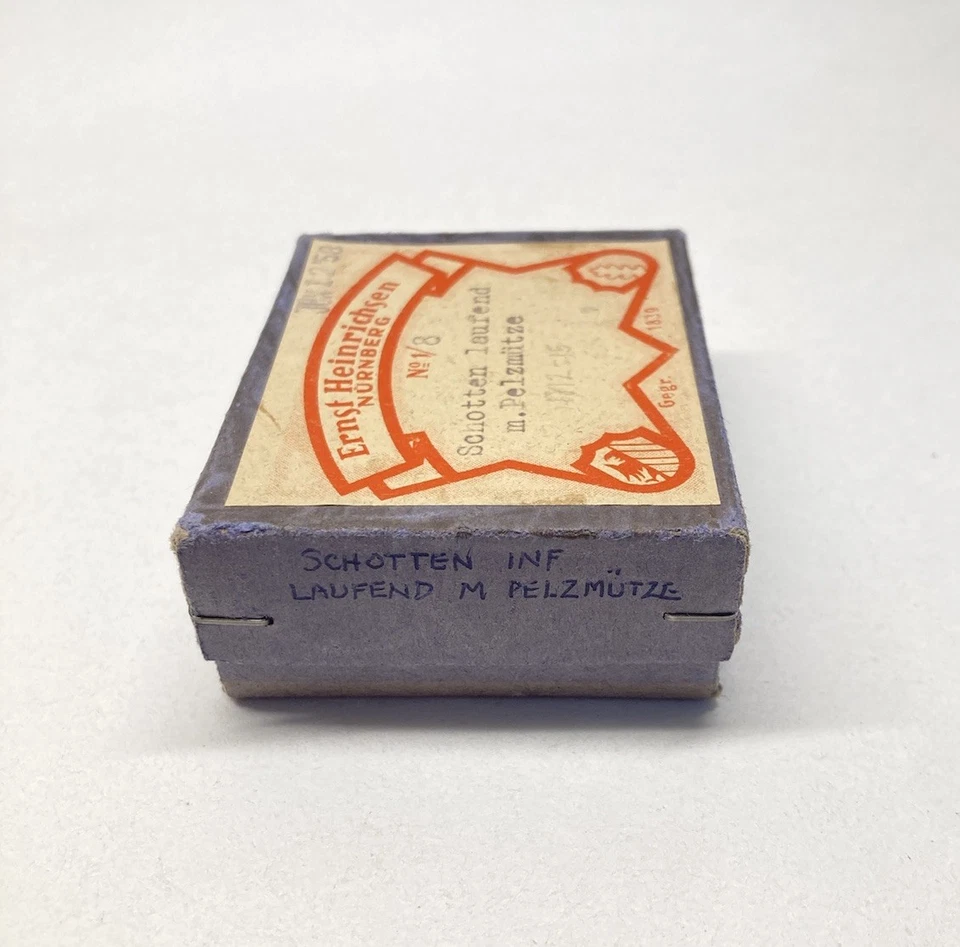 Ernst Heinrichsen
NÜRNBERG
No 1/8
Schotten laufend
m.Pelzmütze
Gegr. 1839
SCHOTTEN INF
LAUFEND M PELZMÜTZE